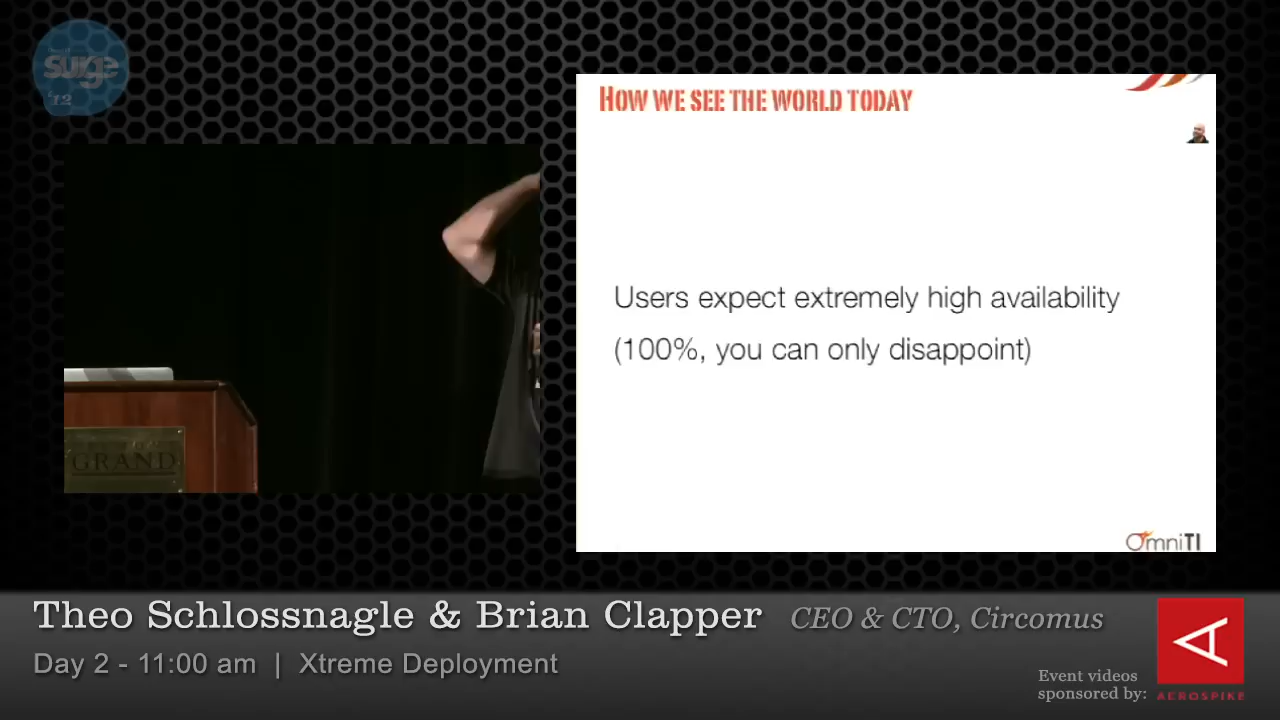 surge
'12
HOW WE SEE THE WORLD TODAY
Users expect extremely high availability
(100%, you can only disappoint)
OmniTI
GRAND
Theo Schlossnagle & Brian Clapper CEO & CTO, Circomus
Day 2 - 11:00 am | Xtreme Deployment
Event videos
sponsored by:
AEROSPIKE